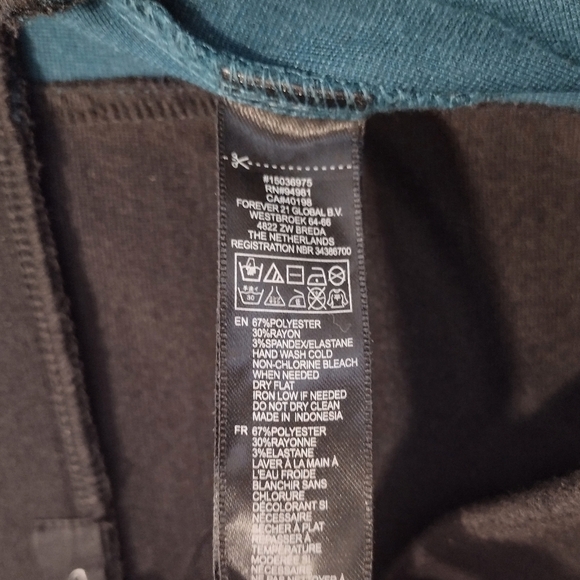 #15036975
RN#94981
CA#40198
FOREVER 21 GLOBAL B.V.
WESTBROEK 64-66
4822 ZW BREDA
THE NETHERLANDS
REGISTRATION NBR 34386700
30
EN 67%POLYESTER
30%RAYON
3%SPANDEX/ELASTANE
HAND WASH COLD
NON-CHLORINE BLEACH
WHEN NEEDED
DRY FLAT
IRON LOW IF NEEDED
DO NOT DRY CLEAN
MADE IN INDONESIA
FR 67%POLYESTER
30%RAYONNE
3%ELASTANE
LAVER À LA MAIN À
L'EAU FROIDE
BLANCHIR SANS
CHLORURE
DÉCOLORANT SI
NÉCESSAIRE
SÉCHER À PLAT
REPASSER À
TEMPÉRATURE